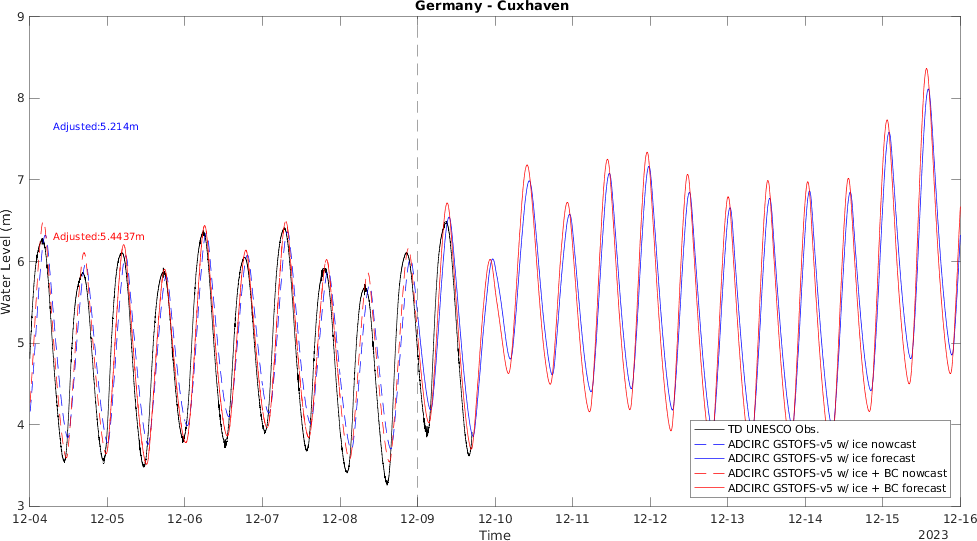 Germany - Cuxhaven
9
8
7
6
5
4
3
Water Level (m)
Adjusted:5.214m
Adjusted:5.4437m
TD UNESCO Obs.
ADCIRC GSTOFS-v5 w/ ice nowcast
ADCIRC GSTOFS-v5 w/ ice forecast
ADCIRC GSTOFS-v5 w/ ice + BC nowcast
ADCIRC GSTOFS-v5 w/ ice + BC forecast
12-04 12-05 12-06 12-07 12-08 12-09 12-10 12-11 12-12 12-13 12-14 12-15 12-16
Time
2023